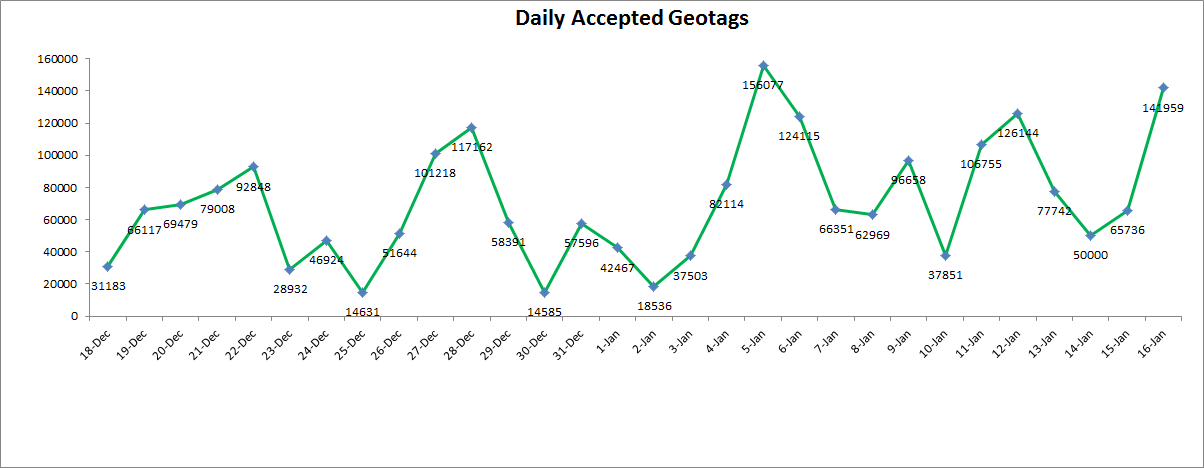 Daily Accepted Geotags
160000
140000
120000
100000
80000
60000
40000
20000
0
31183
66117
69479
79008
92848
28932
46924
14631
51644
101218
117162
58391
14585
57596
42467
18536
37503
82114
156077
124115
66351
62969
96658
37851
106755
126144
77742
50000
65736
141959
18-Dec
19-Dec
20-Dec
21-Dec
22-Dec
23-Dec
24-Dec
25-Dec
26-Dec
27-Dec
28-Dec
29-Dec
30-Dec
31-Dec
1-Jan
2-Jan
3-Jan
4-Jan
5-Jan
6-Jan
7-Jan
8-Jan
9-Jan
10-Jan
11-Jan
12-Jan
13-Jan
14-Jan
15-Jan
16-Jan